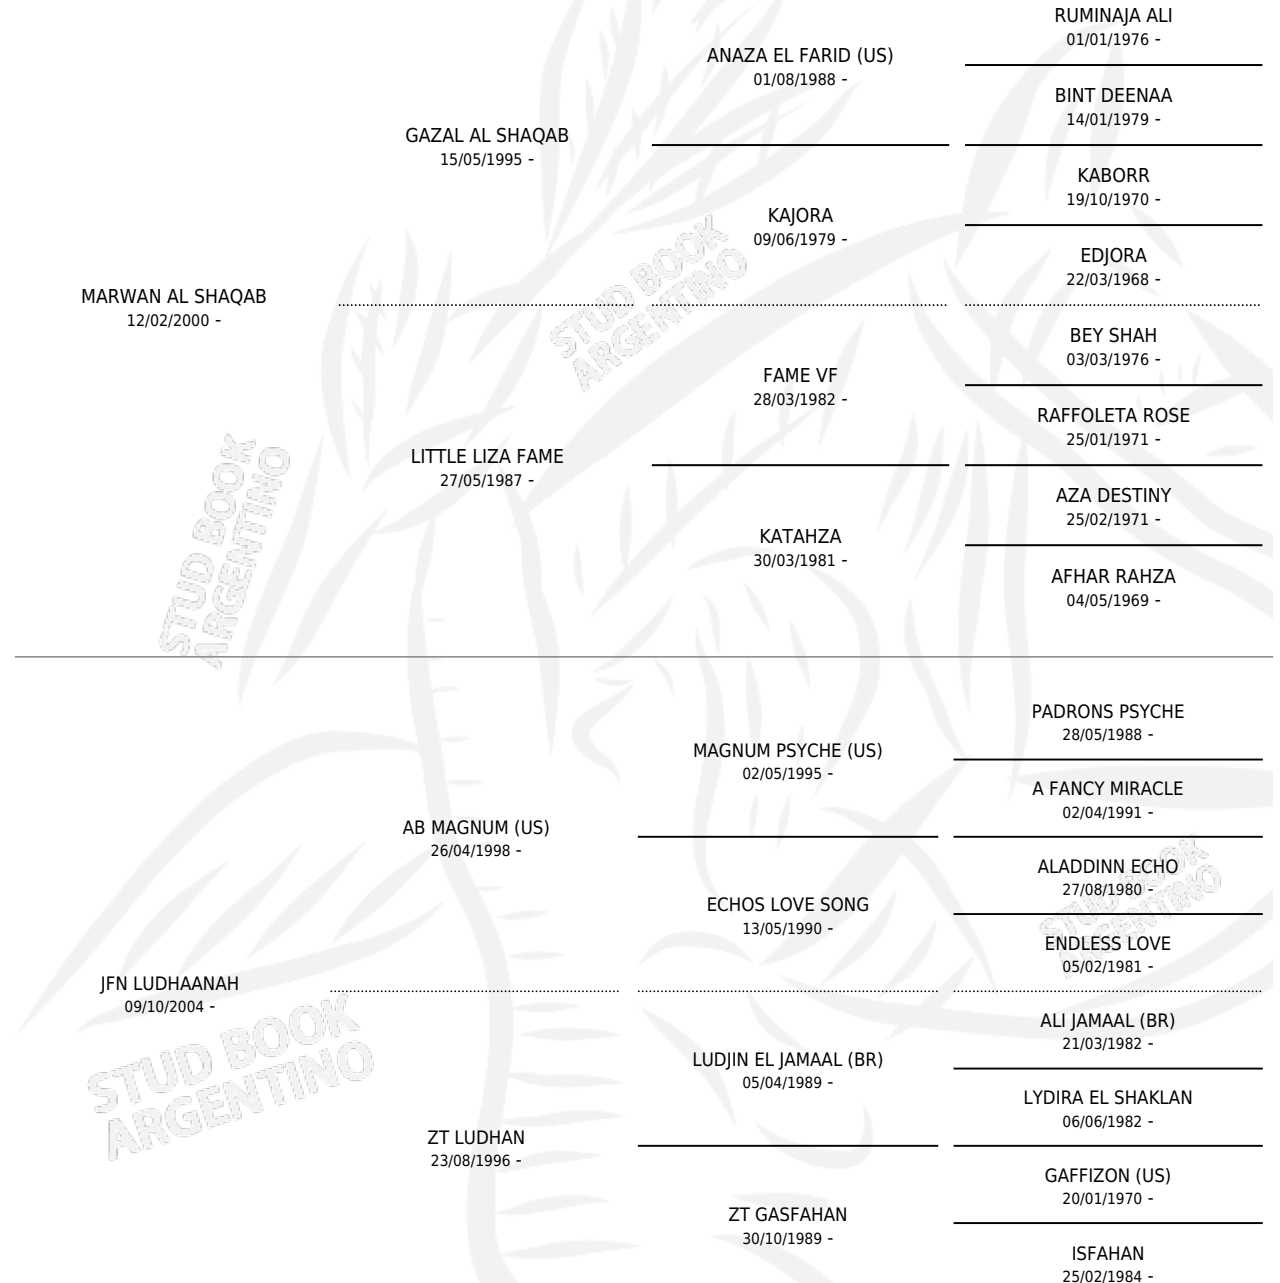 RUMINAJA ALI
01/01/1976 -
ANAZA EL FARID (US)
01/08/1988 -
BINT DEENAA
14/01/1979 -
GAZAL AL SHAQAB
15/05/1995 -
KABORR
19/10/1970 -
KAJORA
09/06/1979 -
EDJORA
22/03/1968 -
MARWAN AL SHAQAB
12/02/2000 -
BEY SHAH
03/03/1976 -
FAME VF
28/03/1982 -
RAFFOLETA ROSE
25/01/1971 -
LITTLE LIZA FAME
27/05/1987 -
AZA DESTINY
25/02/1971 -
KATAHZA
30/03/1981 -
AFHAR RAHZA
04/05/1969 -
STUD BOOK
ARGENTINO
STUD BOOK
ARGENTINO
PADRONS PSYCHE
28/05/1988 -
MAGNUM PSYCHE (US)
02/05/1995 -
A FANCY MIRACLE
02/04/1991 -
AB MAGNUM (US)
26/04/1998 -
ALADDINN ECHO
27/08/1980 -
ECHOS LOVE SONG
13/05/1990 -
ENDLESS LOVE
05/02/1981 -
JFN LUDHAANAH
09/10/2004 -
ALI JAMAAL (BR)
21/03/1982 -
LUDJIN EL JAMAAL (BR)
05/04/1989 -
LYDIRA EL SHAKLAN
06/06/1982 -
ZT LUDHAN
23/08/1996 -
GAFFIZON (US)
20/01/1970 -
ZT GASFAHAN
30/10/1989 -
ISFAHAN
25/02/1984 -
STUD BOOK
ARGENTINO
STUD BOOK
ARGENTINO